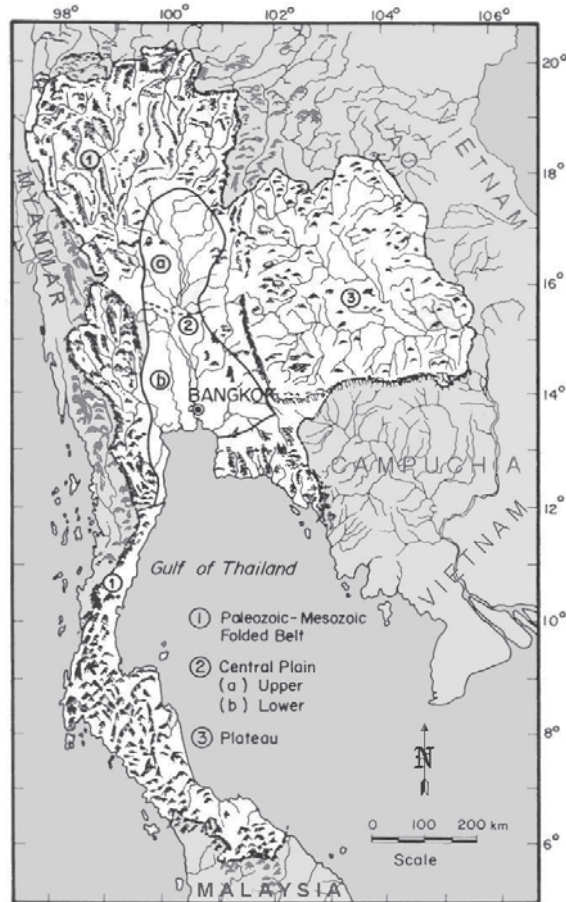 98° 100° 102° 104° 106°
20°
18°
16°
14°
12°
10°
8°
6°
MYANMAR
LAO
VIETNAM
1
a
2
b
3
BANGKOK
CAMPUCHIA
VIETNAM
Gulf of Thailand
1
1 Paleozoic-Mesozoic
Folded Belt
2 Central Plain
(a) Upper
(b) Lower
3 Plateau
N
0 100 200 km
Scale
MALAYSIA